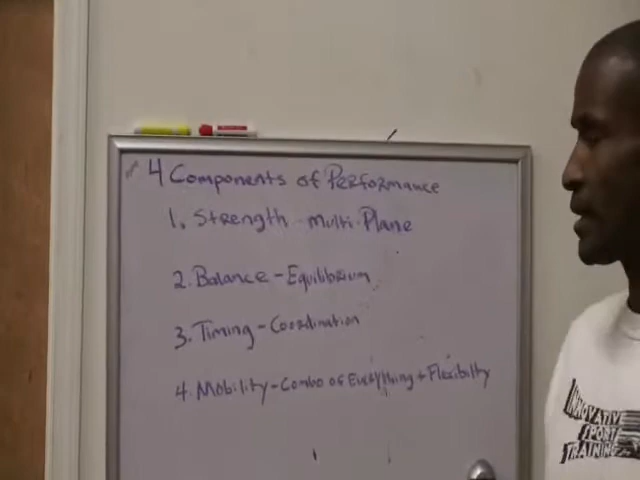 4 Components of Performance
1. Strength - Multi-Plane
2. Balance - Equilibrium
3. Timing - Coordination
4. Mobility - Combo of Everything + Flexibilty
INNOVATIVE
SPORT
TRAINING